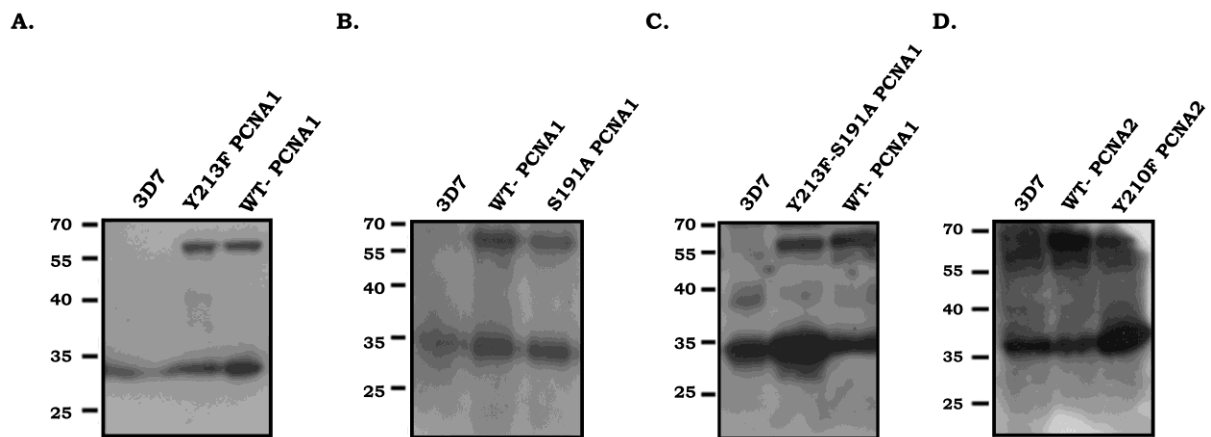 A.
3D7
Y213F PCNA1
WT- PCNA1
70
55
40
35
25
B.
3D7
WT- PCNA1
S191A PCNA1
70
55
40
35
25
C.
3D7
Y213F-S191A PCNA1
WT- PCNA1
70
55
40
35
25
D.
3D7
WT- PCNA2
Y210F PCNA2
70
55
40
35
25